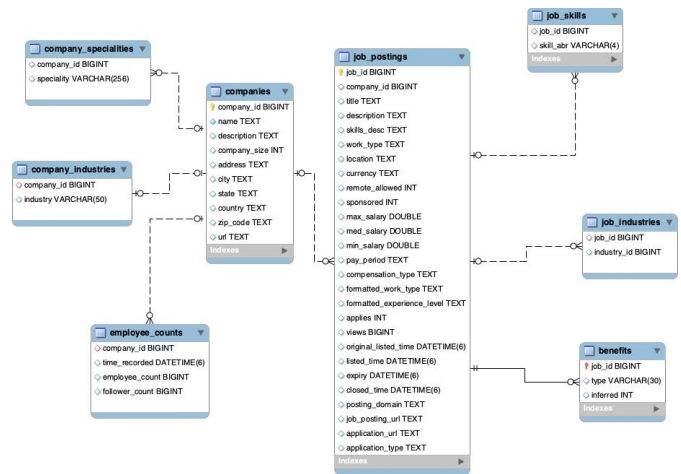 company_specialities
company_id BIGINT
speciality VARCHAR(256)
companies
company_id BIGINT
name TEXT
description TEXT
company_size INT
address TEXT
city TEXT
state TEXT
country TEXT
zip_code TEXT
url TEXT
Indexes
company_industries
company_id BIGINT
industry VARCHAR(50)
employee_counts
company_id BIGINT
time_recorded DATETIME(6)
employee_count BIGINT
follower_count BIGINT
job_postings
job_id BIGINT
company_id BIGINT
title TEXT
description TEXT
skills_desc TEXT
work_type TEXT
location TEXT
currency TEXT
remote_allowed INT
sponsored INT
max_salary DOUBLE
med_salary DOUBLE
min_salary DOUBLE
pay_period TEXT
compensation_type TEXT
formatted_work_type TEXT
formatted_experience_level TEXT
applies INT
views BIGINT
original_listed_time DATETIME(6)
listed_time DATETIME(6)
expiry DATETIME(6)
closed_time DATETIME(6)
posting_domain TEXT
job_posting_url TEXT
application_url TEXT
application_type TEXT
Indexes
job_skills
job_id BIGINT
skill_abr VARCHAR(4)
Indexes
job_industries
job_id BIGINT
industry_id BIGINT
benefits
job_id BIGINT
type VARCHAR(30)
inferred INT
Indexes